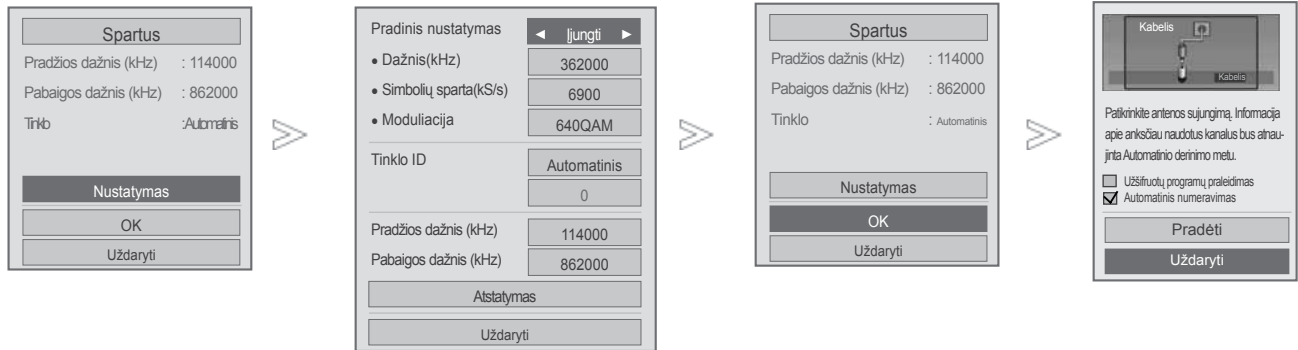 Spartus
Pradžios dažnis (kHz) : 114000
Pabaigos dažnis (kHz) : 862000
Tinklo :Automatinis
Nustatymas
OK
Uždaryti
Pradinis nustatymas ◄ Įjungti ►
• Dažnis(kHz) 362000
• Simbolių sparta(kS/s) 6900
• Moduliacija 640QAM
Tinklo ID Automatinis
0
Pradžios dažnis (kHz) 114000
Pabaigos dažnis (kHz) 862000
Atstatymas
Uždaryti
Spartus
Pradžios dažnis (kHz) : 114000
Pabaigos dažnis (kHz) : 862000
Tinklo : Automatinis
Nustatymas
OK
Uždaryti
Kabelis
Kabelis
Patikrinkite antenos sujungimą. Informacija
apie anksčiau naudotus kanalus bus atnau-
jinta Automatinio derinimo metu.
Užšifruotų programų praleidimas
Automatinis numeravimas
Pradėti
Uždaryti